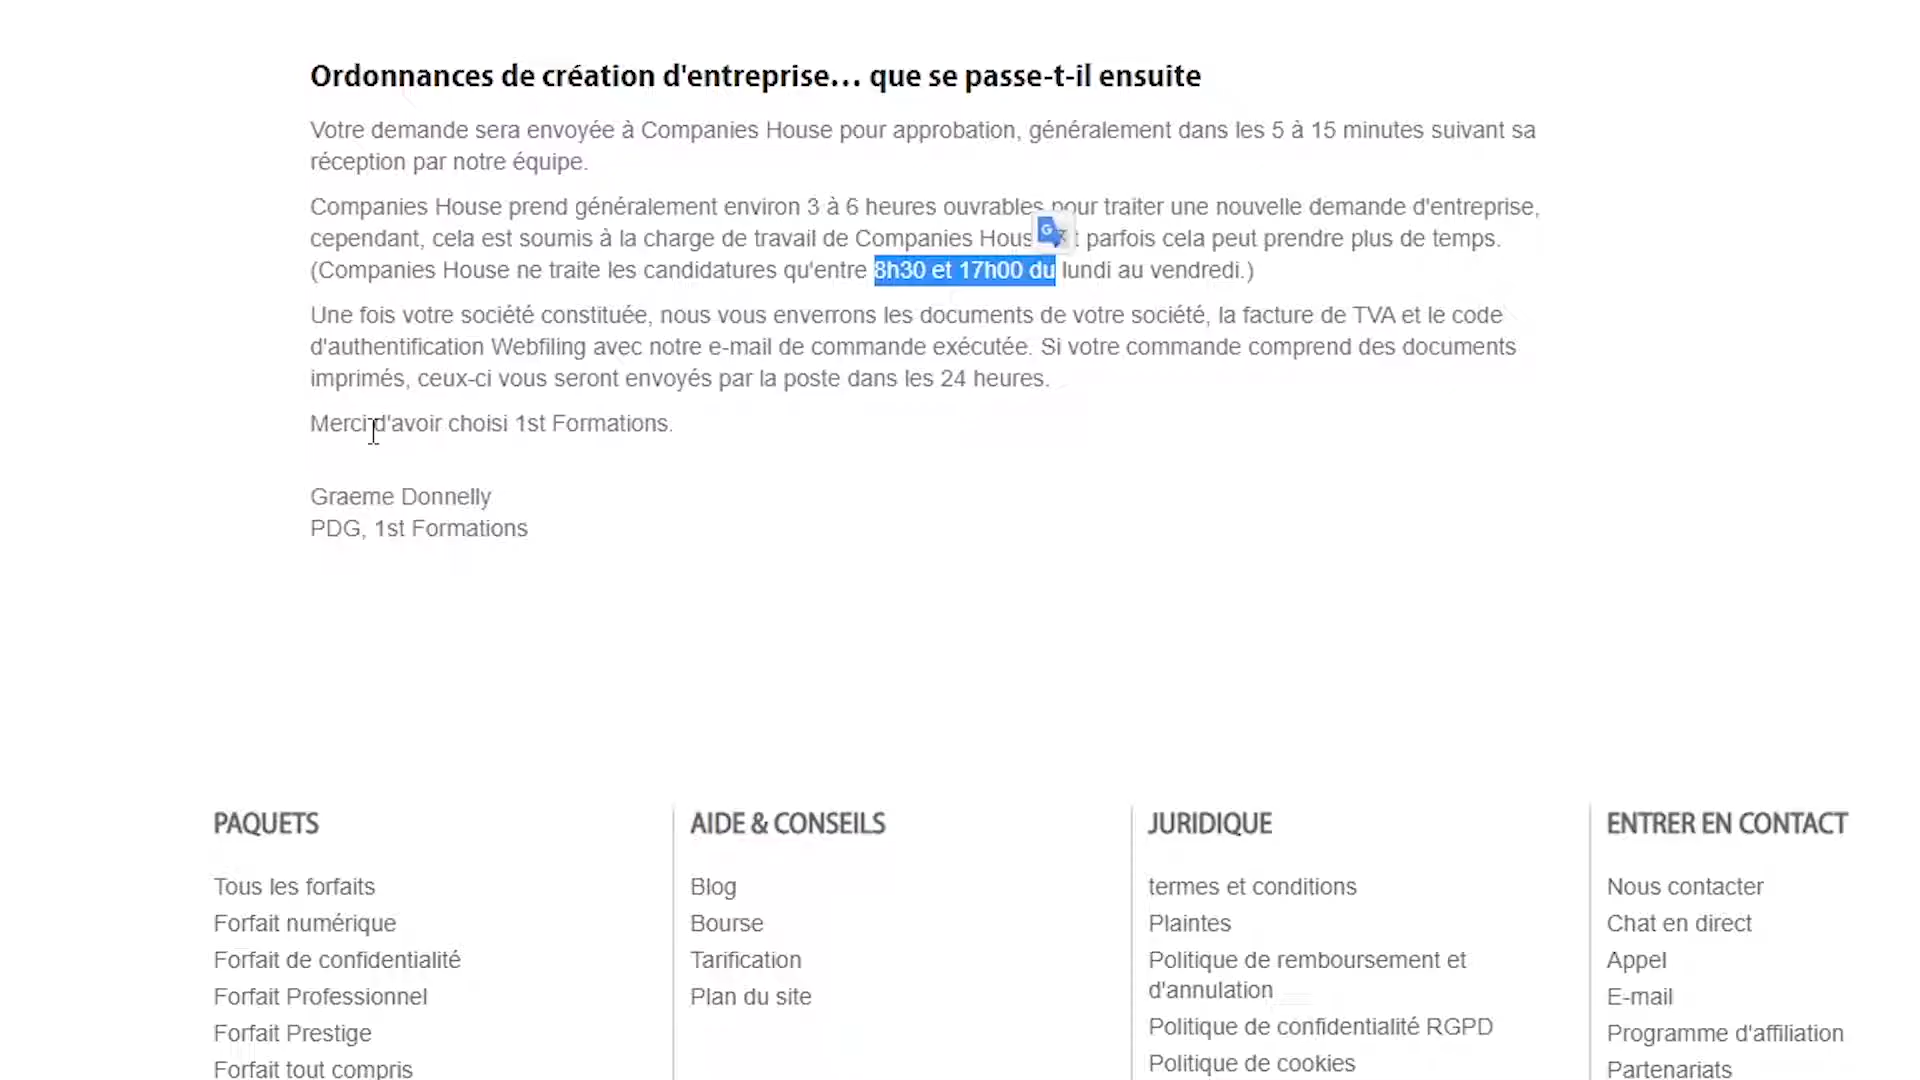 Ordonnances de création d'entreprise… que se passe-t-il ensuite
Votre demande sera envoyée à Companies House pour approbation, généralement dans les 5 à 15 minutes suivant sa
réception par notre équipe.
Companies House prend généralement environ 3 à 6 heures ouvrables pour traiter une nouvelle demande d'entreprise,
cependant, cela est soumis à la charge de travail de Companies Hous t parfois cela peut prendre plus de temps.
(Companies House ne traite les candidatures qu'entre 8h30 et 17h00 du lundi au vendredi.)
Une fois votre société constituée, nous vous enverrons les documents de votre société, la facture de TVA et le code
d'authentification Webfiling avec notre e-mail de commande exécutée. Si votre commande comprend des documents
imprimés, ceux-ci vous seront envoyés par la poste dans les 24 heures.
Merci d'avoir choisi 1st Formations.
Graeme Donnelly
PDG, 1st Formations
PAQUETS
Tous les forfaits
Forfait numérique
Forfait de confidentialité
Forfait Professionnel
Forfait Prestige
Forfait tout compris
AIDE & CONSEILS
Blog
Bourse
Tarification
Plan du site
JURIDIQUE
termes et conditions
Plaintes
Politique de remboursement et
d'annulation
Politique de confidentialité RGPD
Politique de cookies
ENTRER EN CONTACT
Nous contacter
Chat en direct
Appel
E-mail
Programme d'affiliation
Partenariats